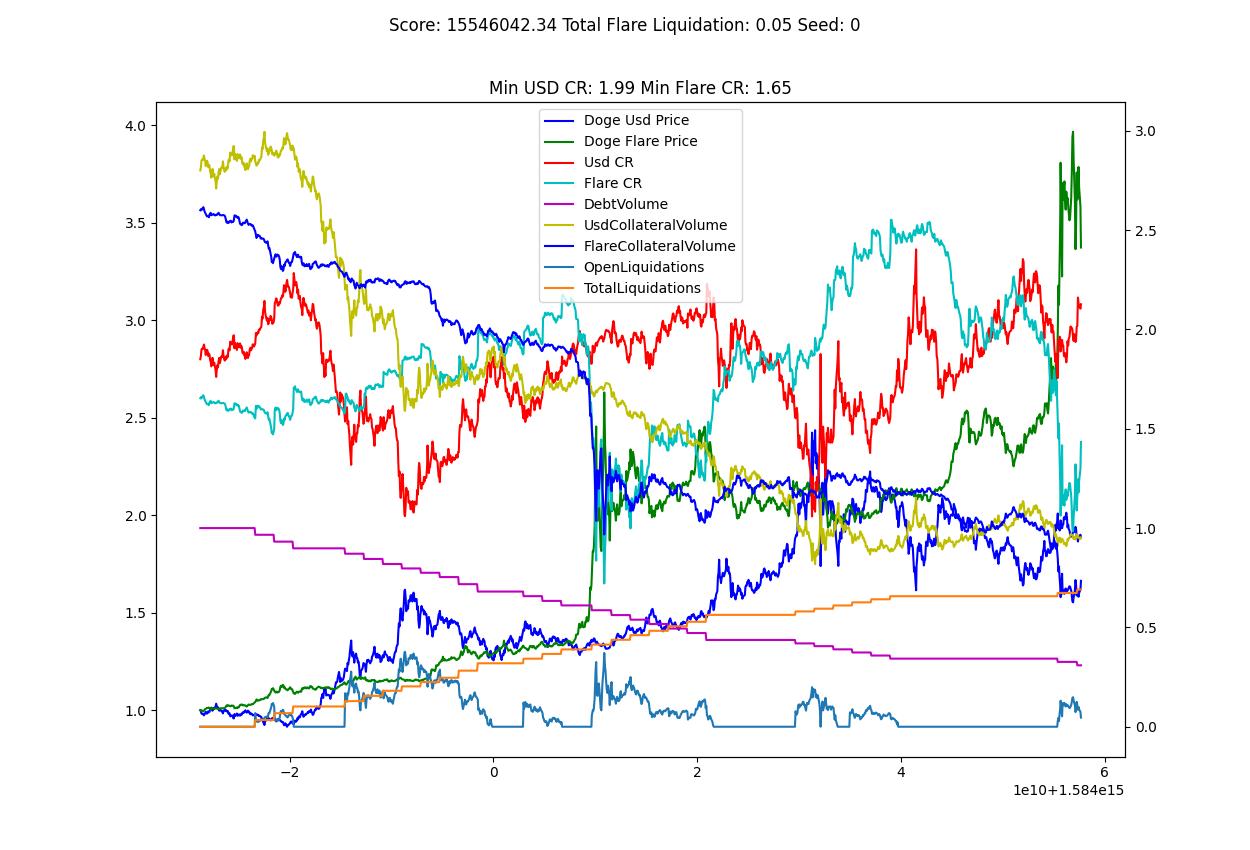 Score: 15546042.34 Total Flare Liquidation: 0.05 Seed: 0
Min USD CR: 1.99 Min Flare CR: 1.65
Doge Usd Price
Doge Flare Price
Usd CR
Flare CR
DebtVolume
UsdCollateralVolume
FlareCollateralVolume
OpenLiquidations
TotalLiquidations
4.0
3.5
3.0
2.5
2.0
1.5
1.0
3.0
2.5
2.0
1.5
1.0
0.5
0.0
−2 0 2 4 6
1e10+1.584e15